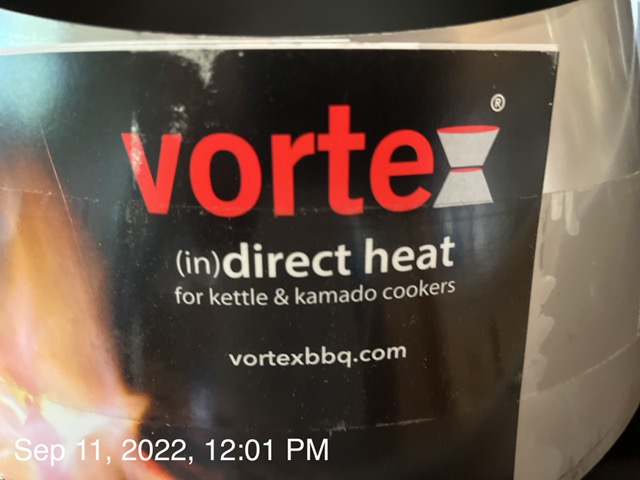 vortex®
(in)direct heat
for kettle & kamado cookers
vortexbbq.com
Sep 11, 2022, 12:01 PM